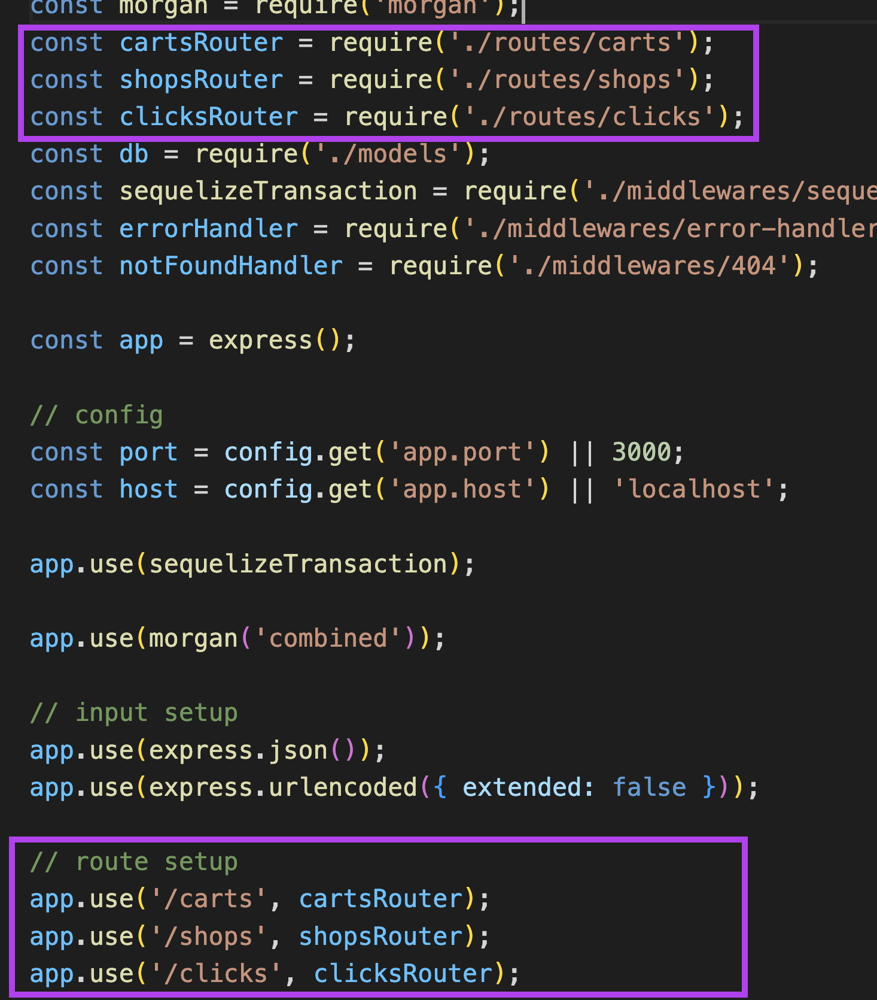 const morgan = require('morgan');
const cartsRouter = require('./routes/carts');
const shopsRouter = require('./routes/shops');
const clicksRouter = require('./routes/clicks');
const db = require('./models');
const sequelizeTransaction = require('./middlewares/seque
const errorHandler = require('./middlewares/error-handler
const notFoundHandler = require('./middlewares/404');
const app = express();
// config
const port = config.get('app.port') || 3000;
const host = config.get('app.host') || 'localhost';
app.use(sequelizeTransaction);
app.use(morgan('combined'));
// input setup
app.use(express.json());
app.use(express.urlencoded({ extended: false }));
// route setup
app.use('/carts', cartsRouter);
app.use('/shops', shopsRouter);
app.use('/clicks', clicksRouter);